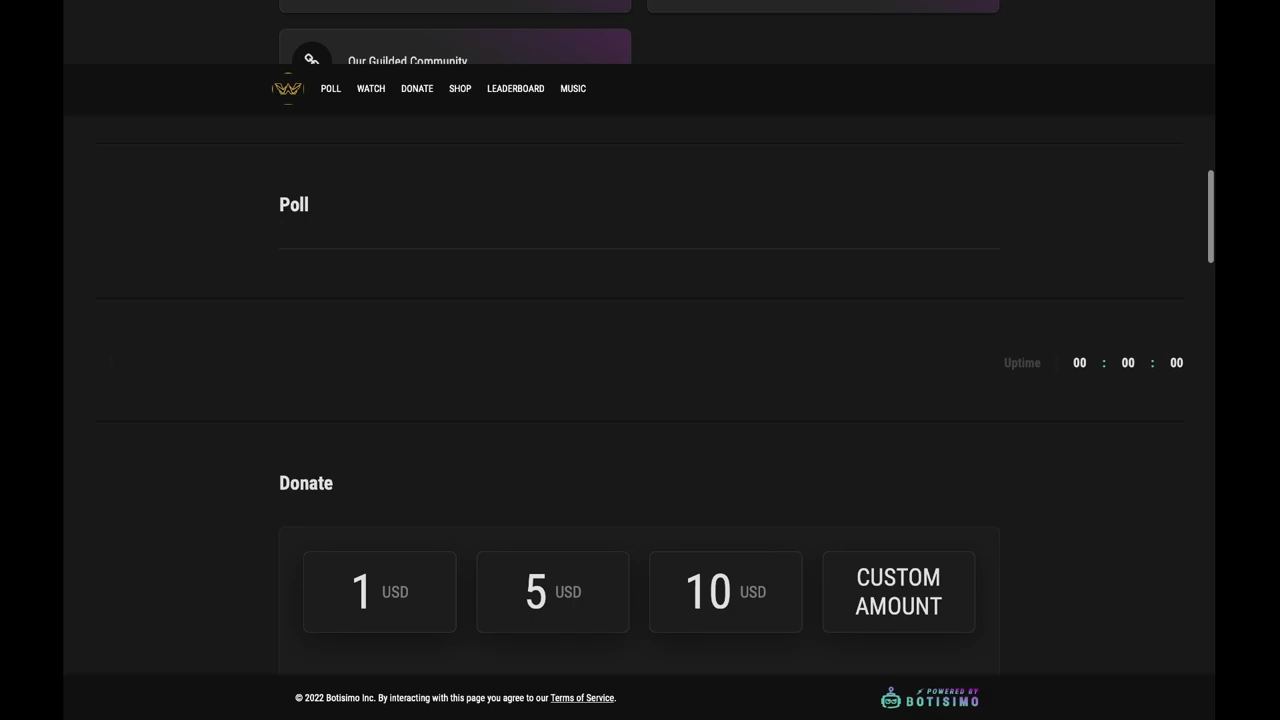 Our Guilded Community
POLL WATCH DONATE SHOP LEADERBOARD MUSIC
Poll
Uptime 00 : 00 : 00
Donate
1 USD 5 USD 10 USD CUSTOM AMOUNT
© 2022 Botisimo Inc. By interacting with this page you agree to our Terms of Service.
POWERED BY
BOTISIMO